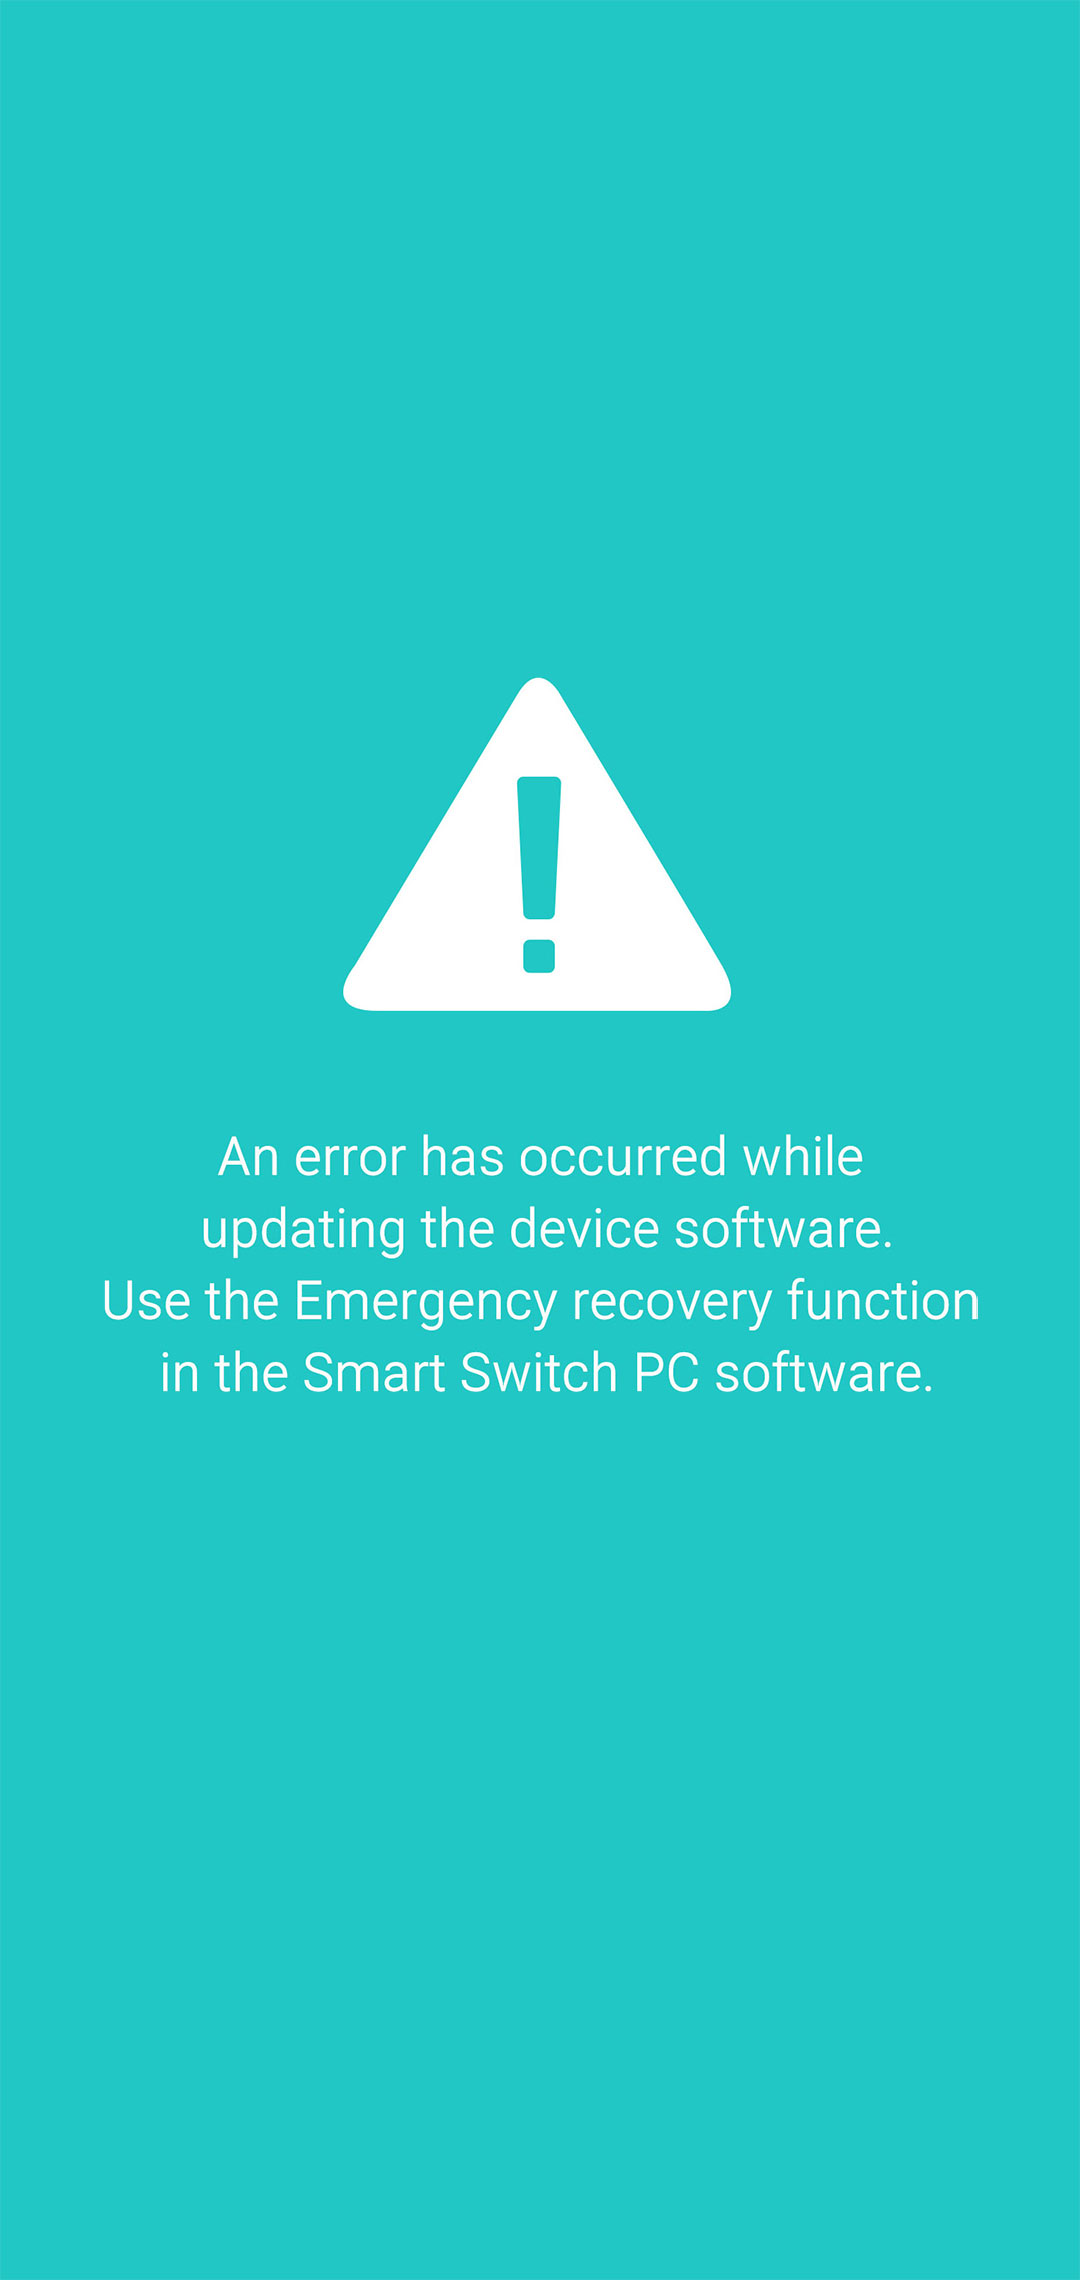 An error has occurred while
updating the device software.
Use the Emergency recovery function
in the Smart Switch PC software.